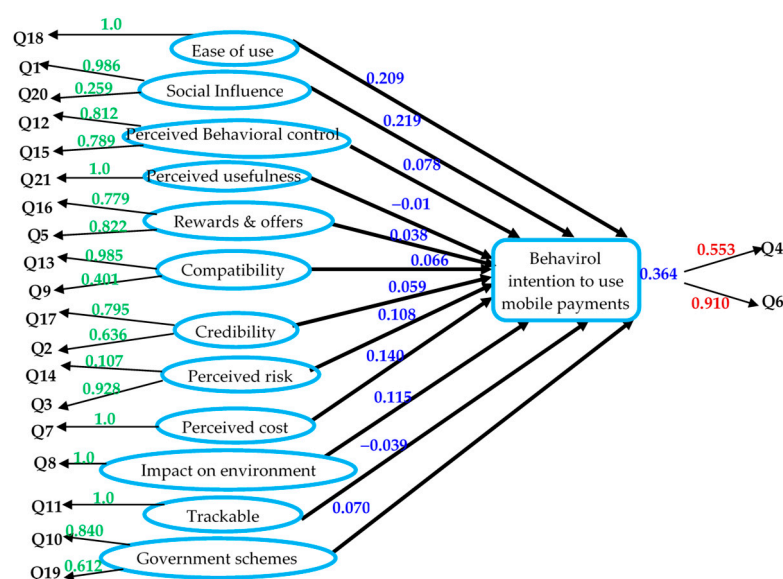 1.0
Q18
Ease of use
0.209
Q1
0.986
Social Influence
Q20
0.259
0.219
Q12
0.812
Perceived Behavioral control
Q15
0.789
0.078
Q21
1.0
Perceived usefulness
−0.01
Q16
0.779
Rewards & offers
Q5
0.822
0.038
Q13
0.985
Compatibility
0.066
Q9
0.401
Behavirol
intention to use
mobile payments
0.364
0.553
Q4
0.910
Q6
Q17
0.795
Credibility
0.059
Q2
0.636
Q14
0.107
Perceived risk
0.108
Q3
0.928
Q7
1.0
Perceived cost
0.140
Q8
1.0
Impact on environment
0.115
Q11
1.0
Trackable
−0.039
Q10
0.840
Government schemes
0.070
Q19
0.612